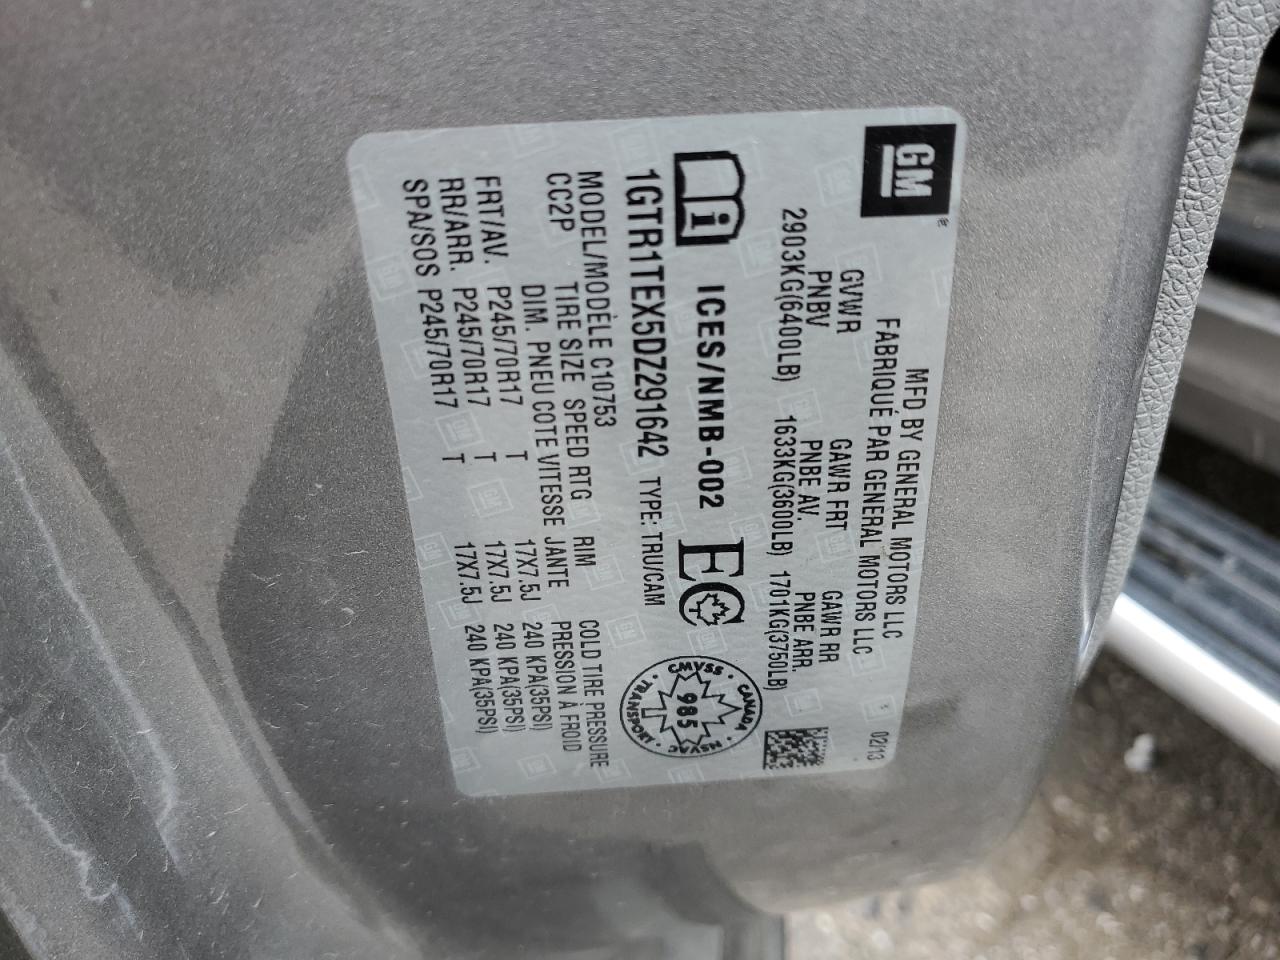 GM
MFD BY GENERAL MOTORS LLC
FABRIQUÉ PAR GENERAL MOTORS LLC
02/13
GVWR GAWR FRT GAWR RR
PNBV PNBE AV. PNBE ARR.
2903KG(6400LB) 1633KG(3600LB) 1701KG(3750LB)
i ICES/NMB-002 EC
CMVSS · CANADA · NSVAC · TRANSPORT ·
985
1GTR1TEX5DZ291642 TYPE: TRU/CAM
MODEL/MODÈLE C10753
CC2P TIRE SIZE SPEED RTG RIM COLD TIRE PRESSURE
DIM. PNEU COTE VITESSE JANTE PRESSION À FROID
FRT/AV. P245/70R17 T 17X7.5J 240 KPA(35PSI)
RR/ARR. P245/70R17 T 17X7.5J 240 KPA(35PSI)
SPA/SOS P245/70R17 T 17X7.5J 240 KPA(35PSI)